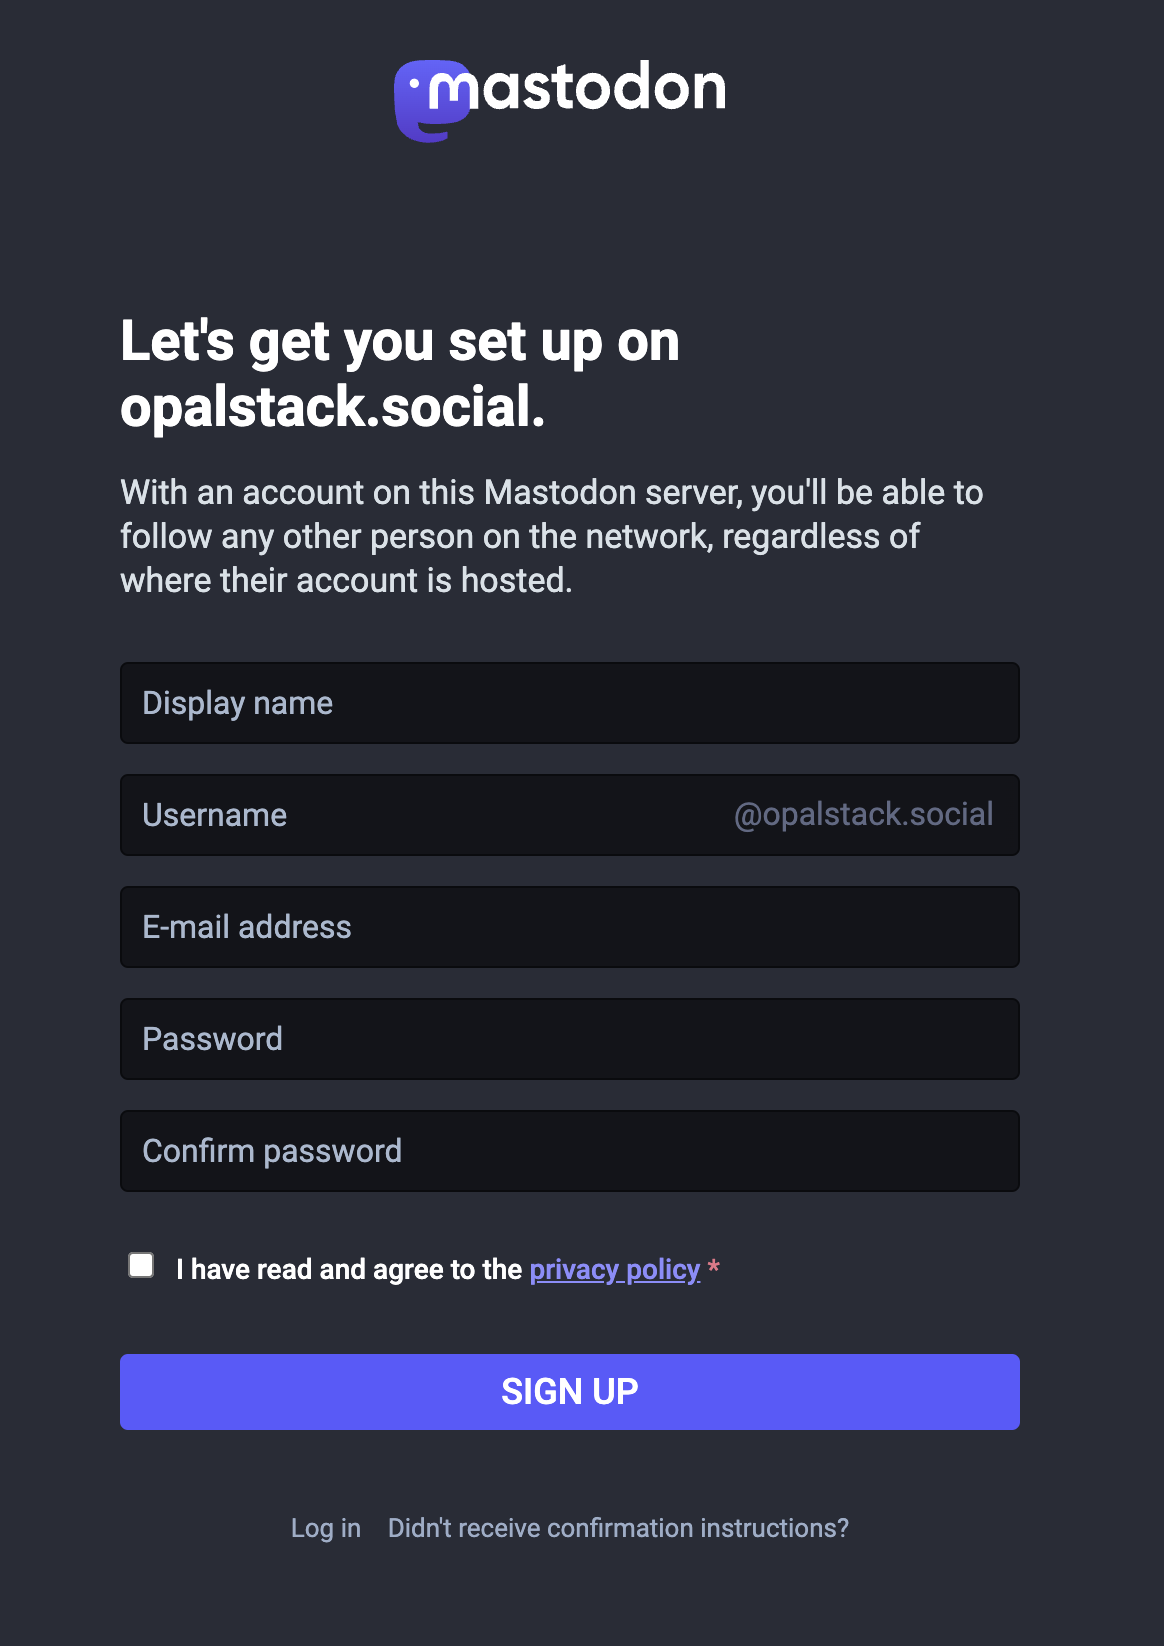 mastodon
Let's get you set up on
opalstack.social.
With an account on this Mastodon server, you'll be able to
follow any other person on the network, regardless of
where their account is hosted.
Display name
Username @opalstack.social
E-mail address
Password
Confirm password
I have read and agree to the privacy policy *
SIGN UP
Log in Didn't receive confirmation instructions?